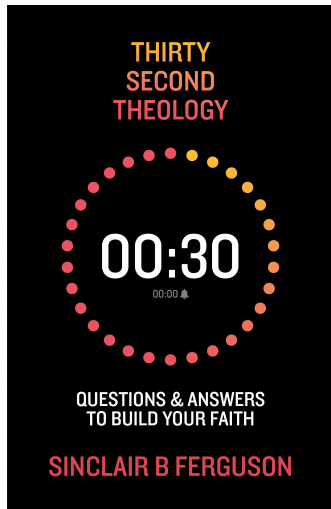 THIRTY
SECOND
THEOLOGY
00:30
00:00
QUESTIONS & ANSWERS
TO BUILD YOUR FAITH
SINCLAIR B FERGUSON